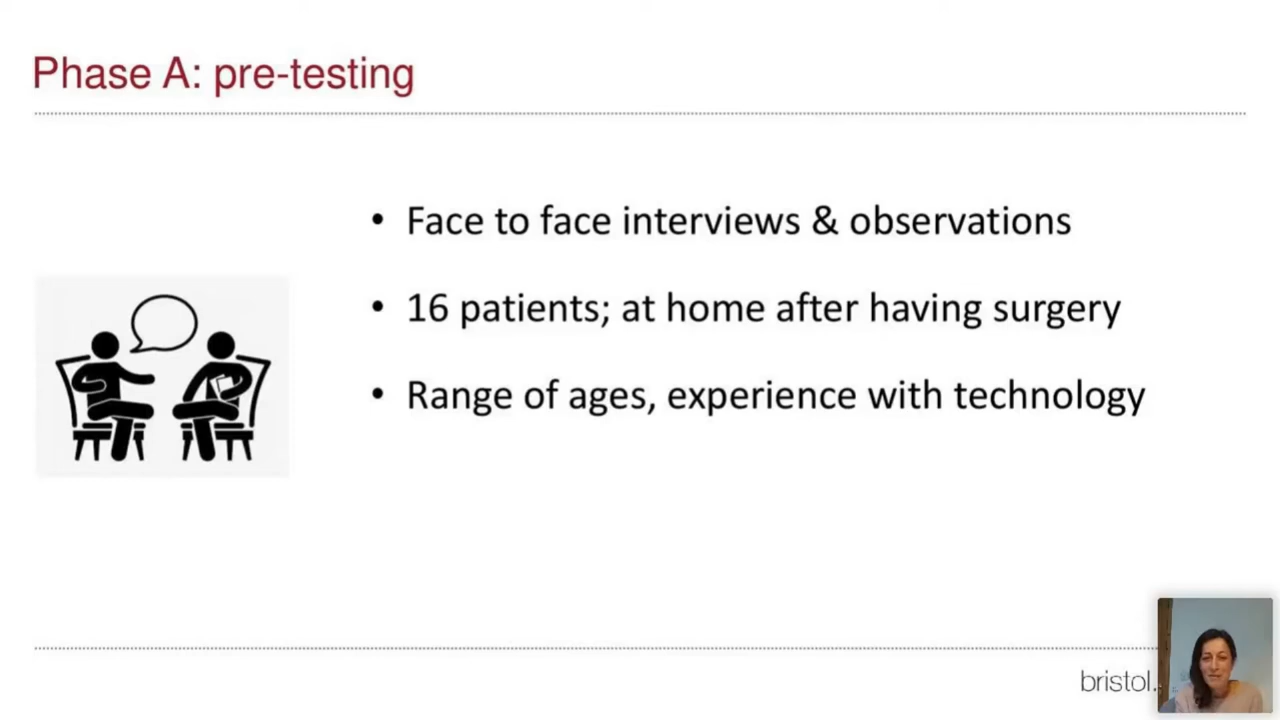 Phase A: pre-testing
• Face to face interviews & observations
• 16 patients; at home after having surgery
• Range of ages, experience with technology
bristol.